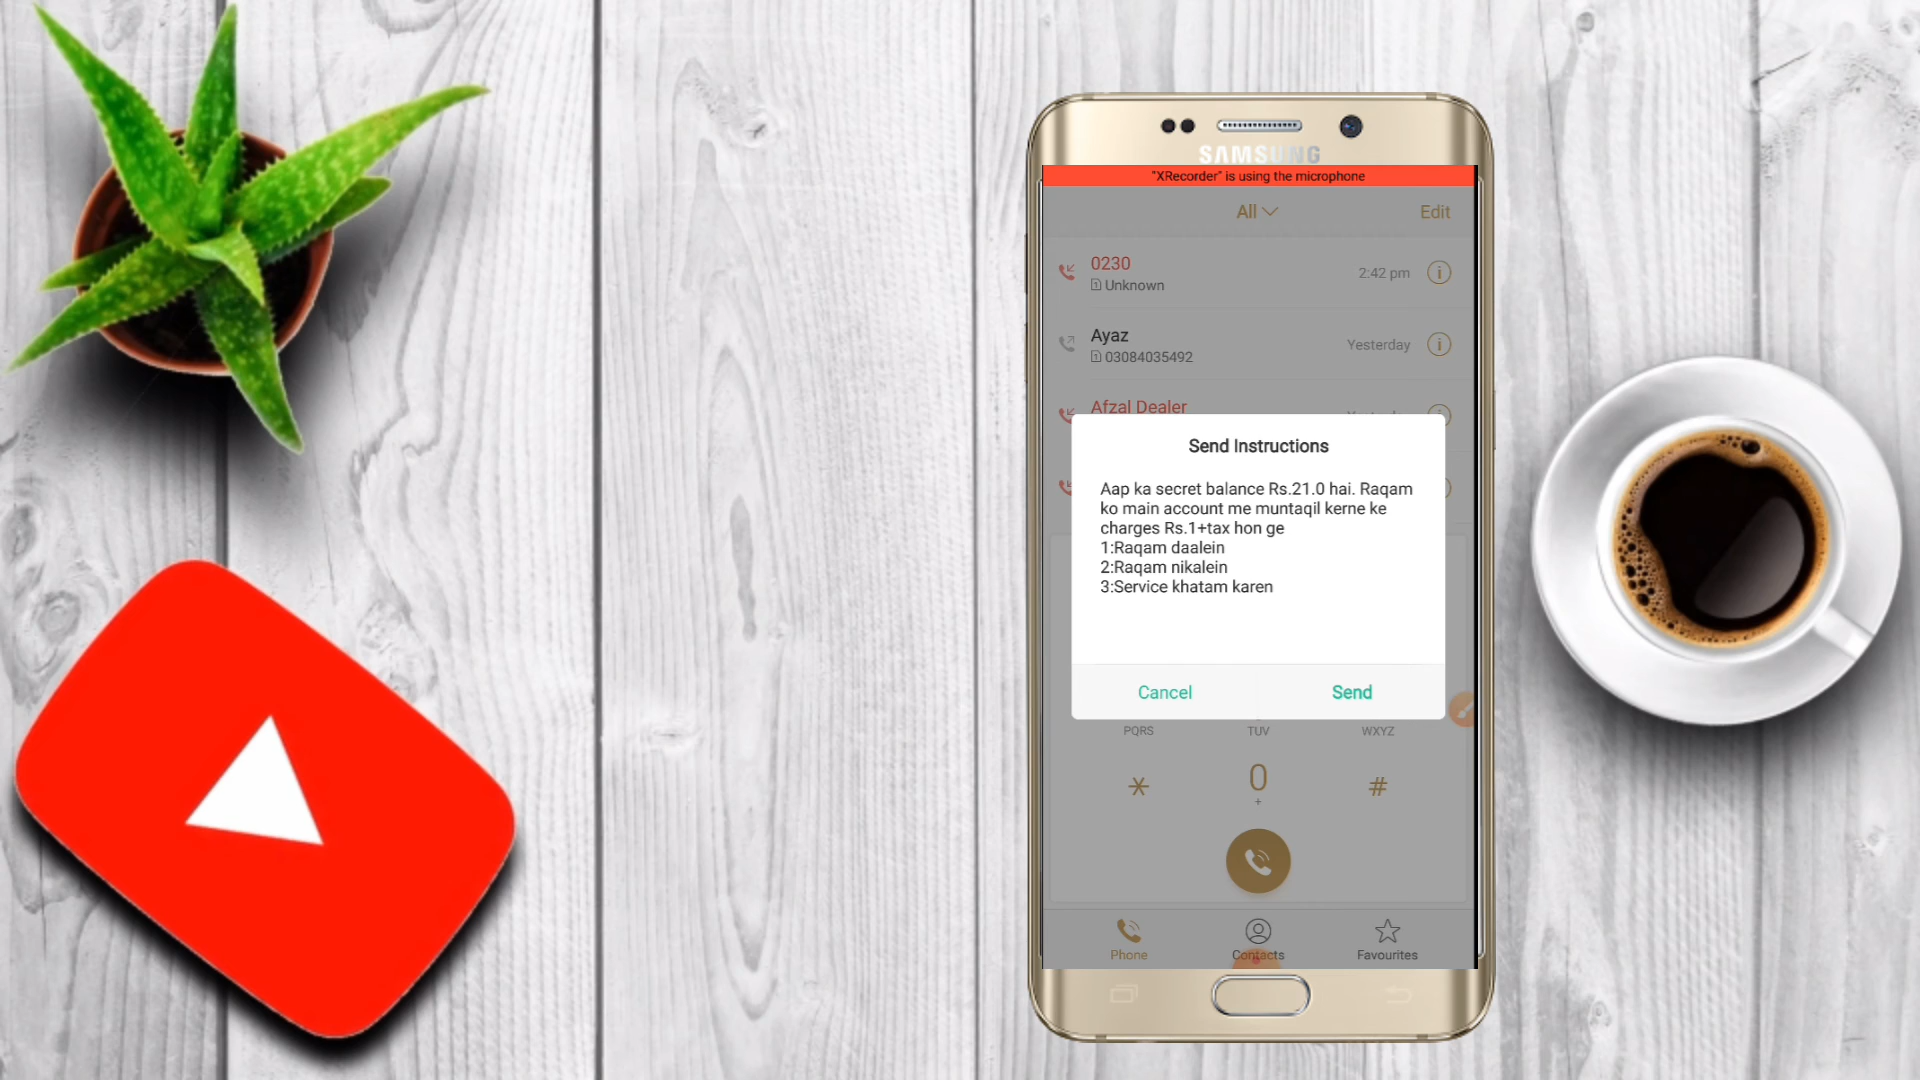 SAMSUNG
"XRecorder" is using the microphone
All
Edit
0230
2:42 pm
1 Unknown
Ayaz
Yesterday
1 03084035492
Afzal Dealer
Send Instructions
Aap ka secret balance Rs.21.0 hai. Raqam
ko main account me muntaqil kerne ke
charges Rs.1+tax hon ge
1:Raqam daalein
2:Raqam nikalein
3:Service khatam karen
Cancel
Send
PQRS
TUV
WXYZ
*
0
#
+
Phone
Contacts
Favourites